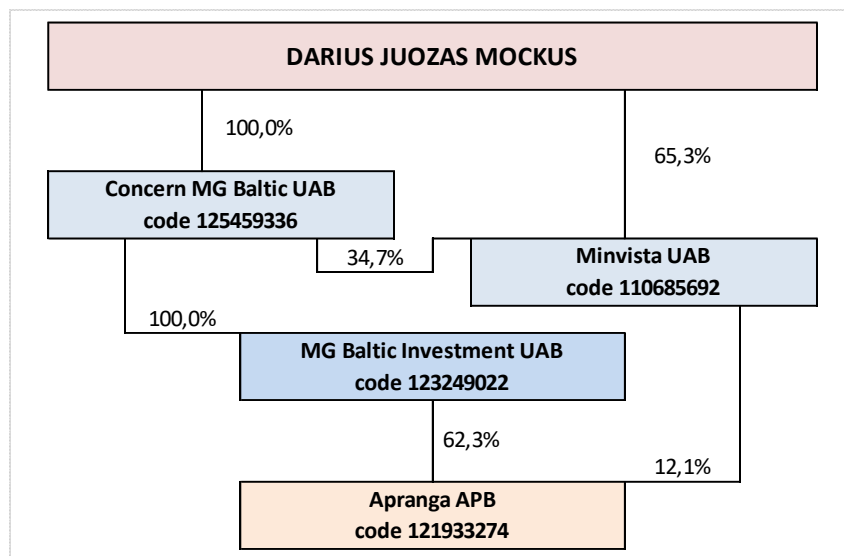 DARIUS JUOZAS MOCKUS
100,0%
65,3%
Concern MG Baltic UAB
code 125459336
34,7%
Minvista UAB
code 110685692
100,0%
MG Baltic Investment UAB
code 123249022
62,3%
12,1%
Apranga APB
code 121933274